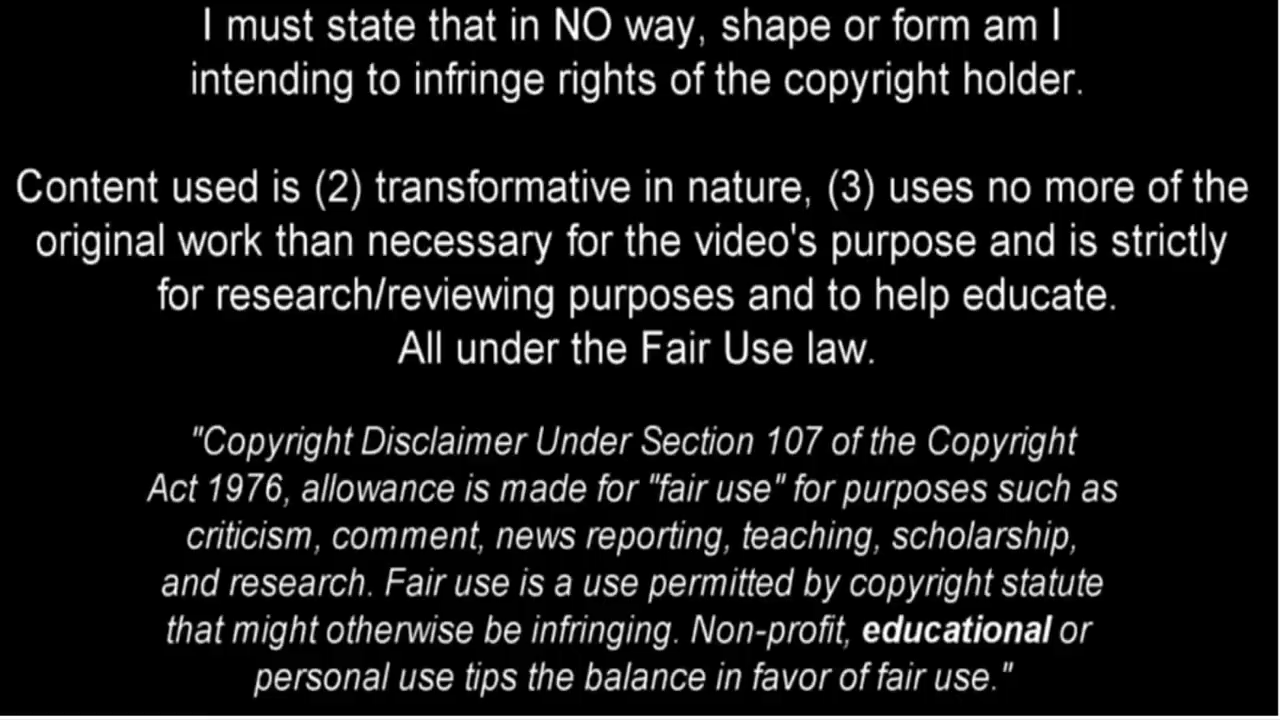 I must state that in NO way, shape or form am I
intending to infringe rights of the copyright holder.
Content used is (2) transformative in nature, (3) uses no more of the
original work than necessary for the video's purpose and is strictly
for research/reviewing purposes and to help educate.
All under the Fair Use law.
"Copyright Disclaimer Under Section 107 of the Copyright
Act 1976, allowance is made for "fair use" for purposes such as
criticism, comment, news reporting, teaching, scholarship,
and research. Fair use is a use permitted by copyright statute
that might otherwise be infringing. Non-profit, educational or
personal use tips the balance in favor of fair use."